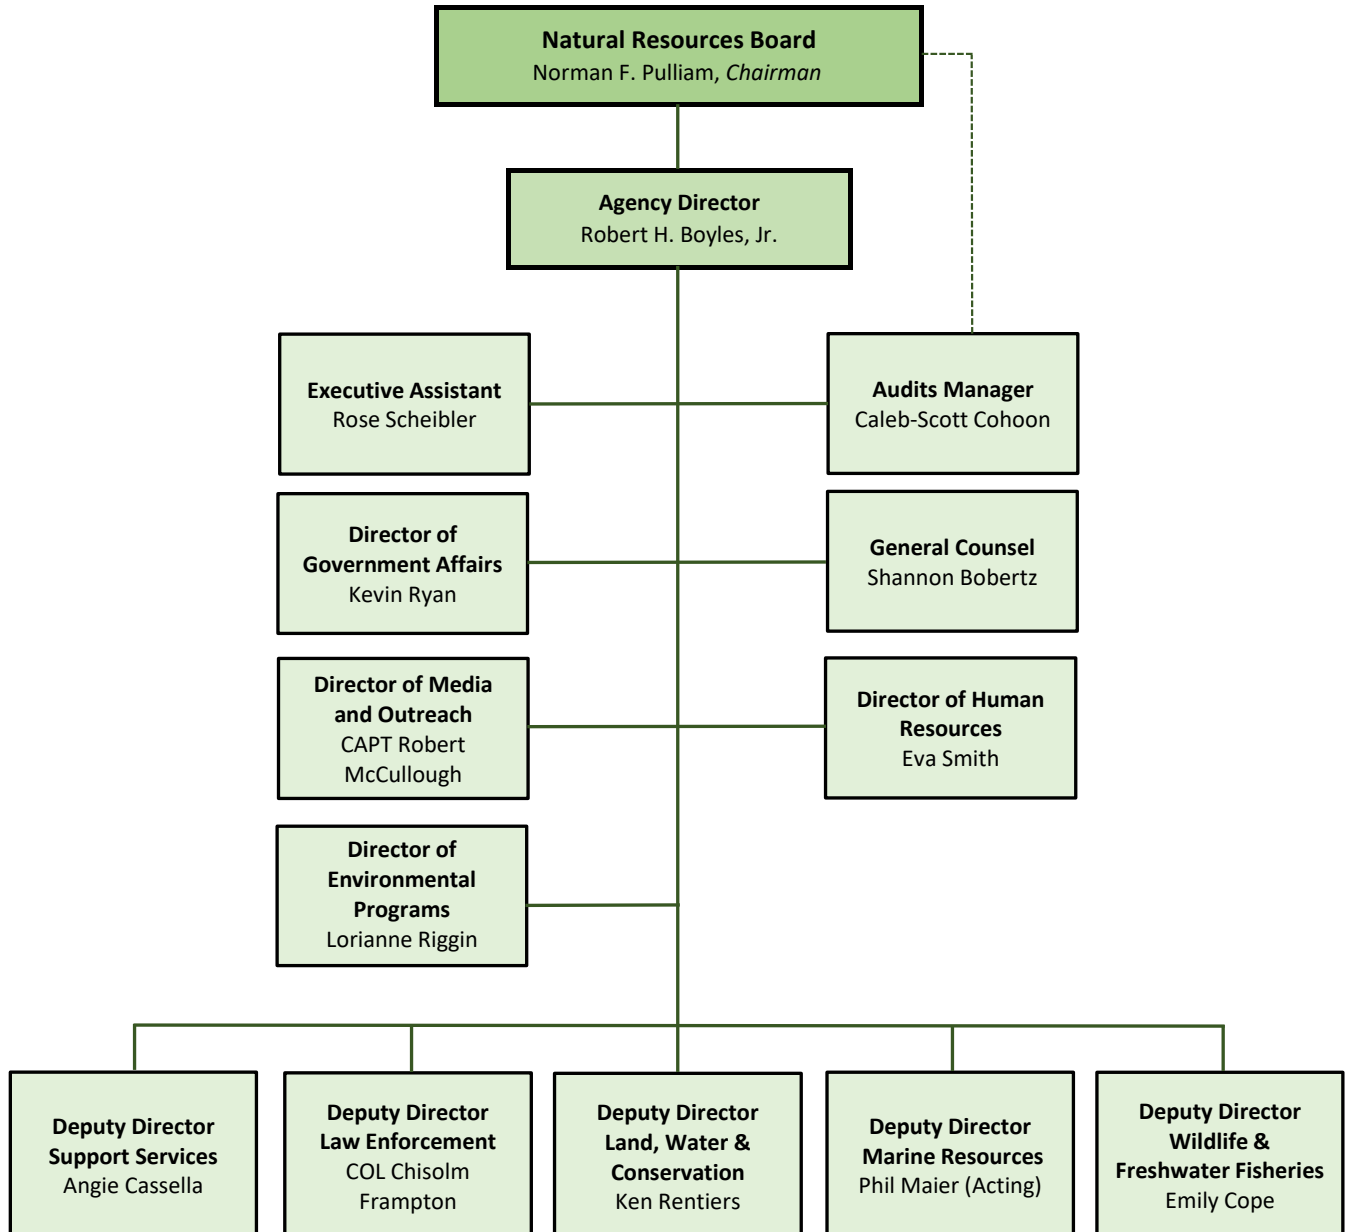 Natural Resources Board
Norman F. Pulliam, Chairman
Agency Director
Robert H. Boyles, Jr.
Executive Assistant
Rose Scheibler
Audits Manager
Caleb-Scott Cohoon
Director of
Government Affairs
Kevin Ryan
General Counsel
Shannon Bobertz
Director of Media
and Outreach
CAPT Robert
McCullough
Director of Human
Resources
Eva Smith
Director of
Environmental
Programs
Lorianne Riggin
Deputy Director
Support Services
Angie Cassella
Deputy Director
Law Enforcement
COL Chisolm
Frampton
Deputy Director
Land, Water &
Conservation
Ken Rentiers
Deputy Director
Marine Resources
Phil Maier (Acting)
Deputy Director
Wildlife &
Freshwater Fisheries
Emily Cope